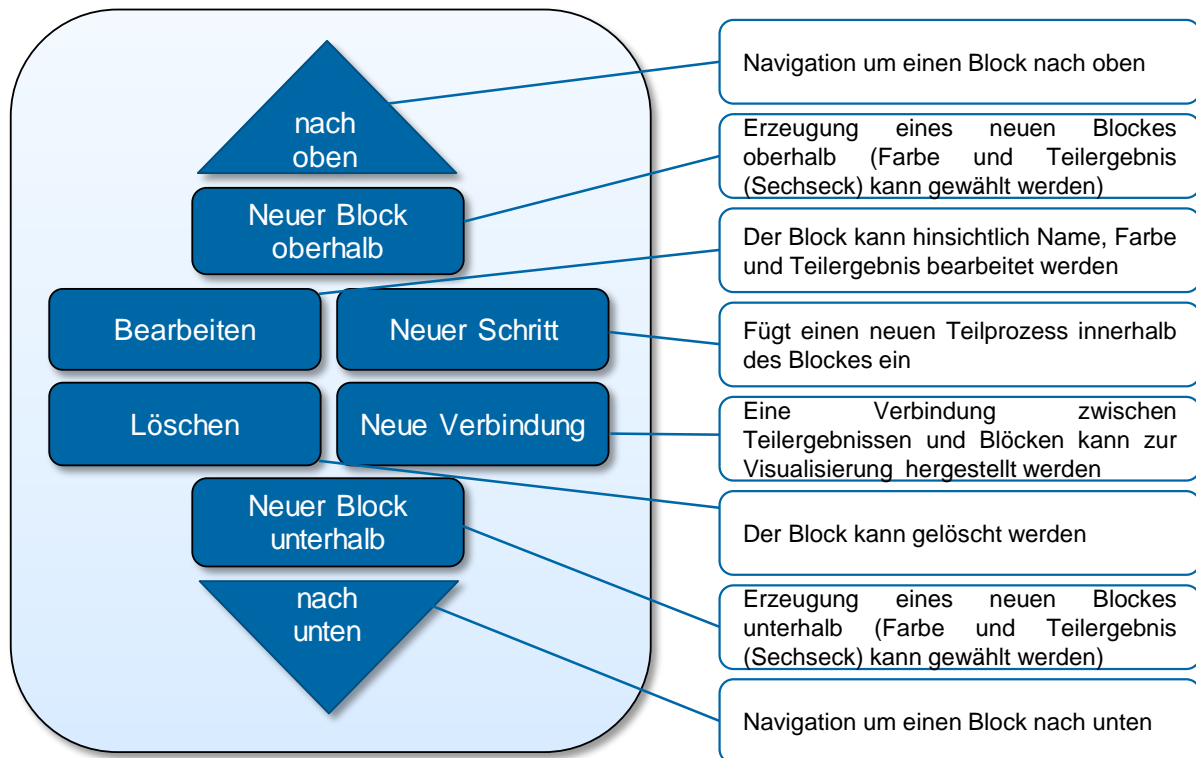 nach
oben
Neuer Block
oberhalb
Bearbeiten
Neuer Schritt
Löschen
Neue Verbindung
Neuer Block
unterhalb
nach
unten
Navigation um einen Block nach oben
Erzeugung eines neuen Blockes
oberhalb (Farbe und Teilergebnis
(Sechseck) kann gewählt werden)
Der Block kann hinsichtlich Name, Farbe
und Teilergebnis bearbeitet werden
Fügt einen neuen Teilprozess innerhalb
des Blockes ein
Eine Verbindung zwischen
Teilergebnissen und Blöcken kann zur
Visualisierung hergestellt werden
Der Block kann gelöscht werden
Erzeugung eines neuen Blockes
unterhalb (Farbe und Teilergebnis
(Sechseck) kann gewählt werden)
Navigation um einen Block nach unten